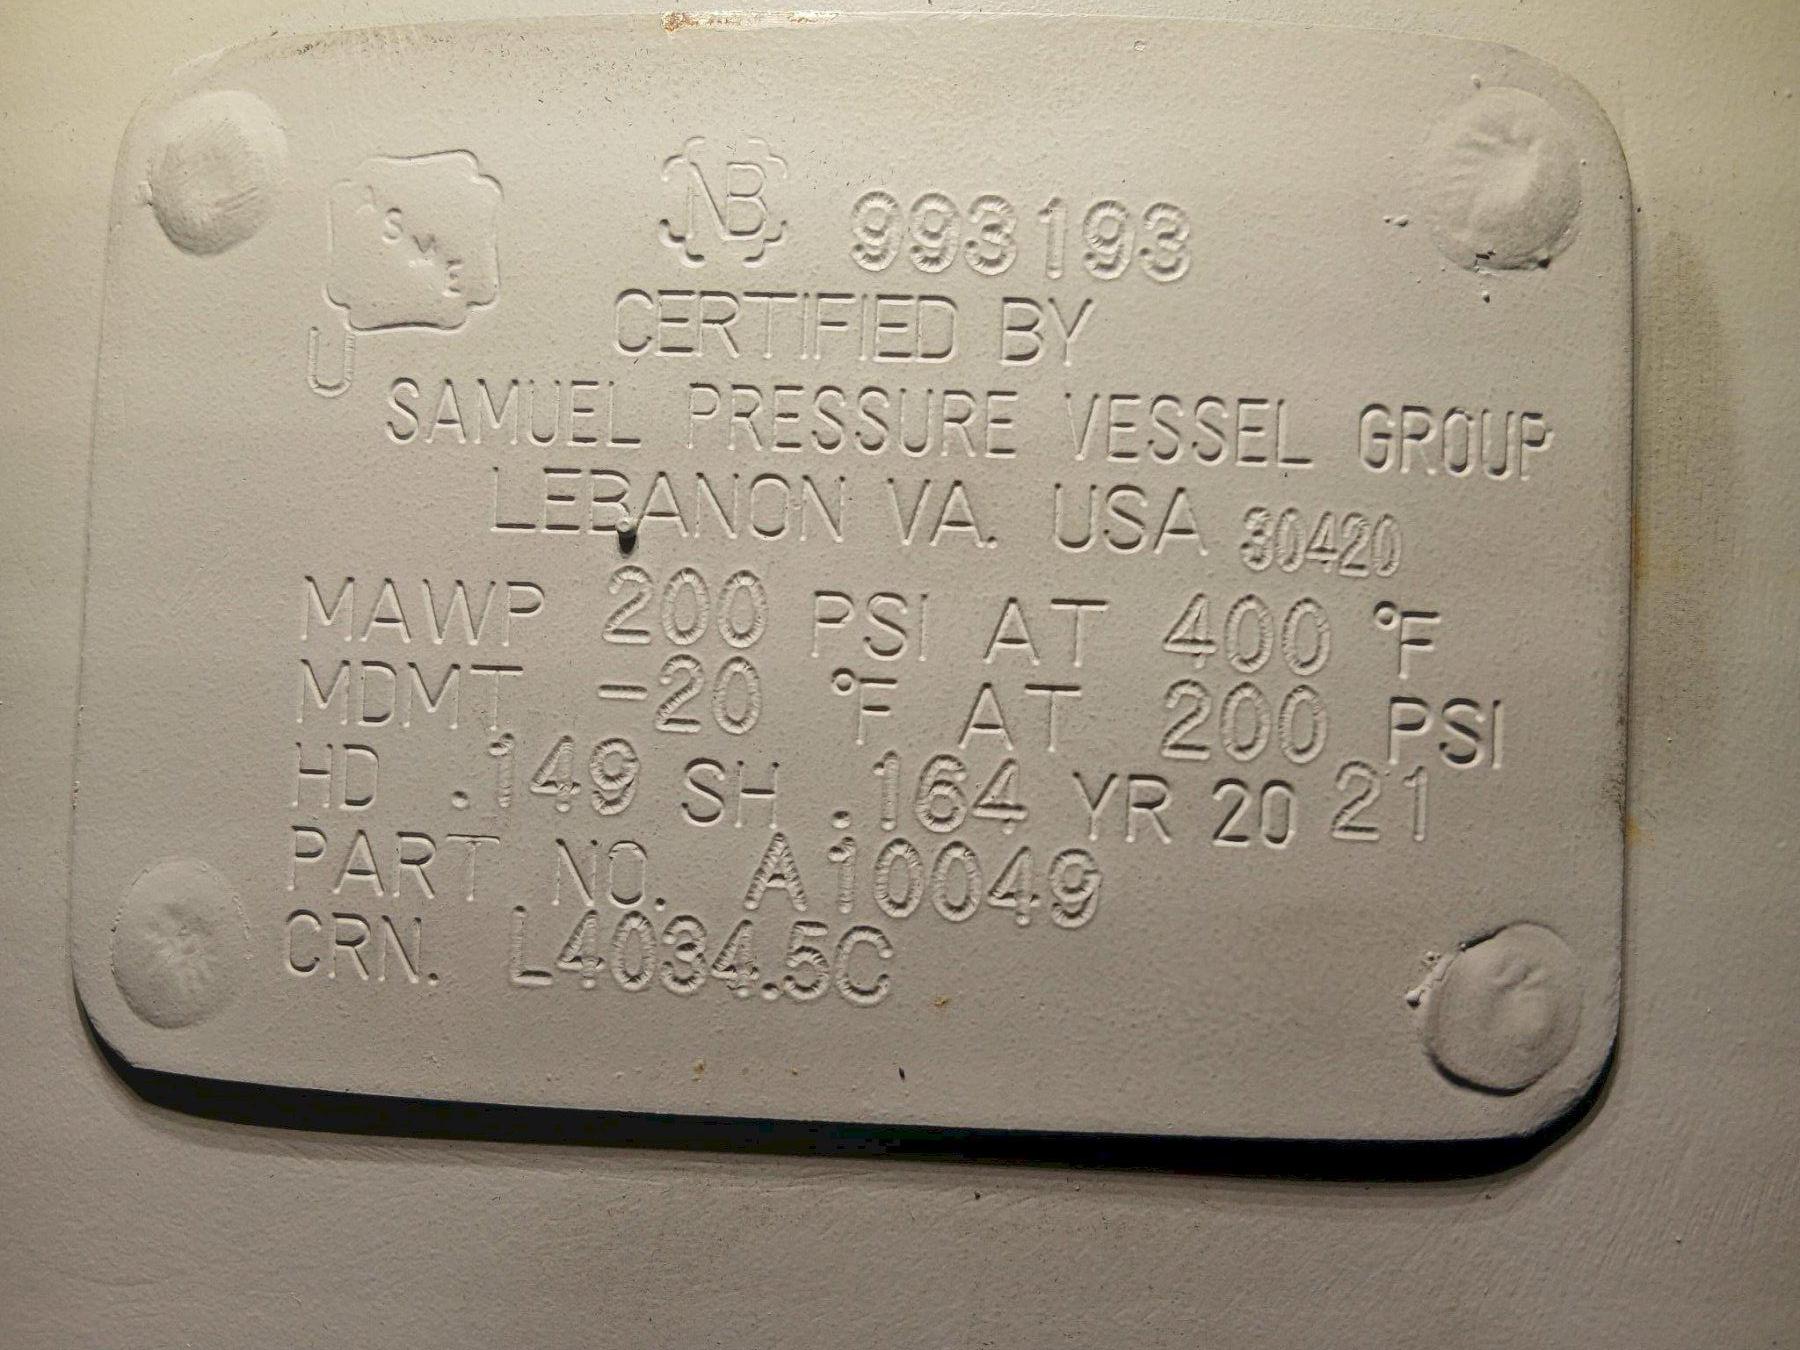 ASME NB 993193
U CERTIFIED BY
SAMUEL PRESSURE VESSEL GROUP
LEBANON VA. USA 30420
MAWP 200 PSI AT 400 °F
MDMT -20 °F AT 200 PSI
HD .149 SH .164 YR 20 21
PART NO. A10049
CRN. L4034.5C